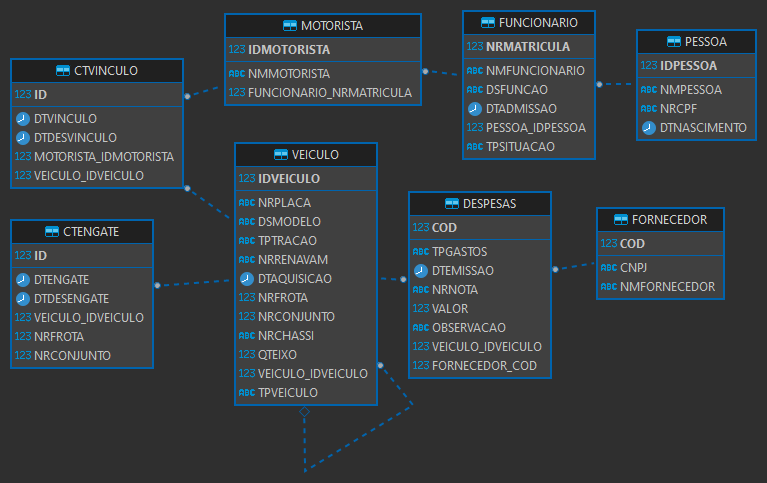 MOTORISTA
123 IDMOTORISTA
ABC NMMOTORISTA
123 FUNCIONARIO_NRMATRICULA
FUNCIONARIO
123 NRMATRICULA
ABC NMFUNCIONARIO
ABC DSFUNCAO
DTADMISSAO
123 PESSOA_IDPESSOA
ABC TPSITUACAO
PESSOA
123 IDPESSOA
ABC NMPESSOA
ABC NRCPF
DTNASCIMENTO
CTVINCULO
123 ID
DTVINCULO
DTDESVINCULO
123 MOTORISTA_IDMOTORISTA
123 VEICULO_IDVEICULO
VEICULO
123 IDVEICULO
ABC NRPLACA
ABC DSMODELO
ABC TPTRACAO
ABC NRRENAVAM
DTAQUISICAO
123 NRFROTA
123 NRCONJUNTO
ABC NRCHASSI
123 QTEIXO
123 VEICULO_IDVEICULO
ABC TPVEICULO
DESPESAS
123 COD
ABC TPGASTOS
DTEMISSAO
ABC NRNOTA
123 VALOR
ABC OBSERVACAO
123 VEICULO_IDVEICULO
123 FORNECEDOR_COD
FORNECEDOR
123 COD
ABC CNPJ
ABC NMFORNECEDOR
CTENGATE
123 ID
DTENGATE
DTDESENGATE
123 VEICULO_IDVEICULO
123 NRFROTA
123 NRCONJUNTO